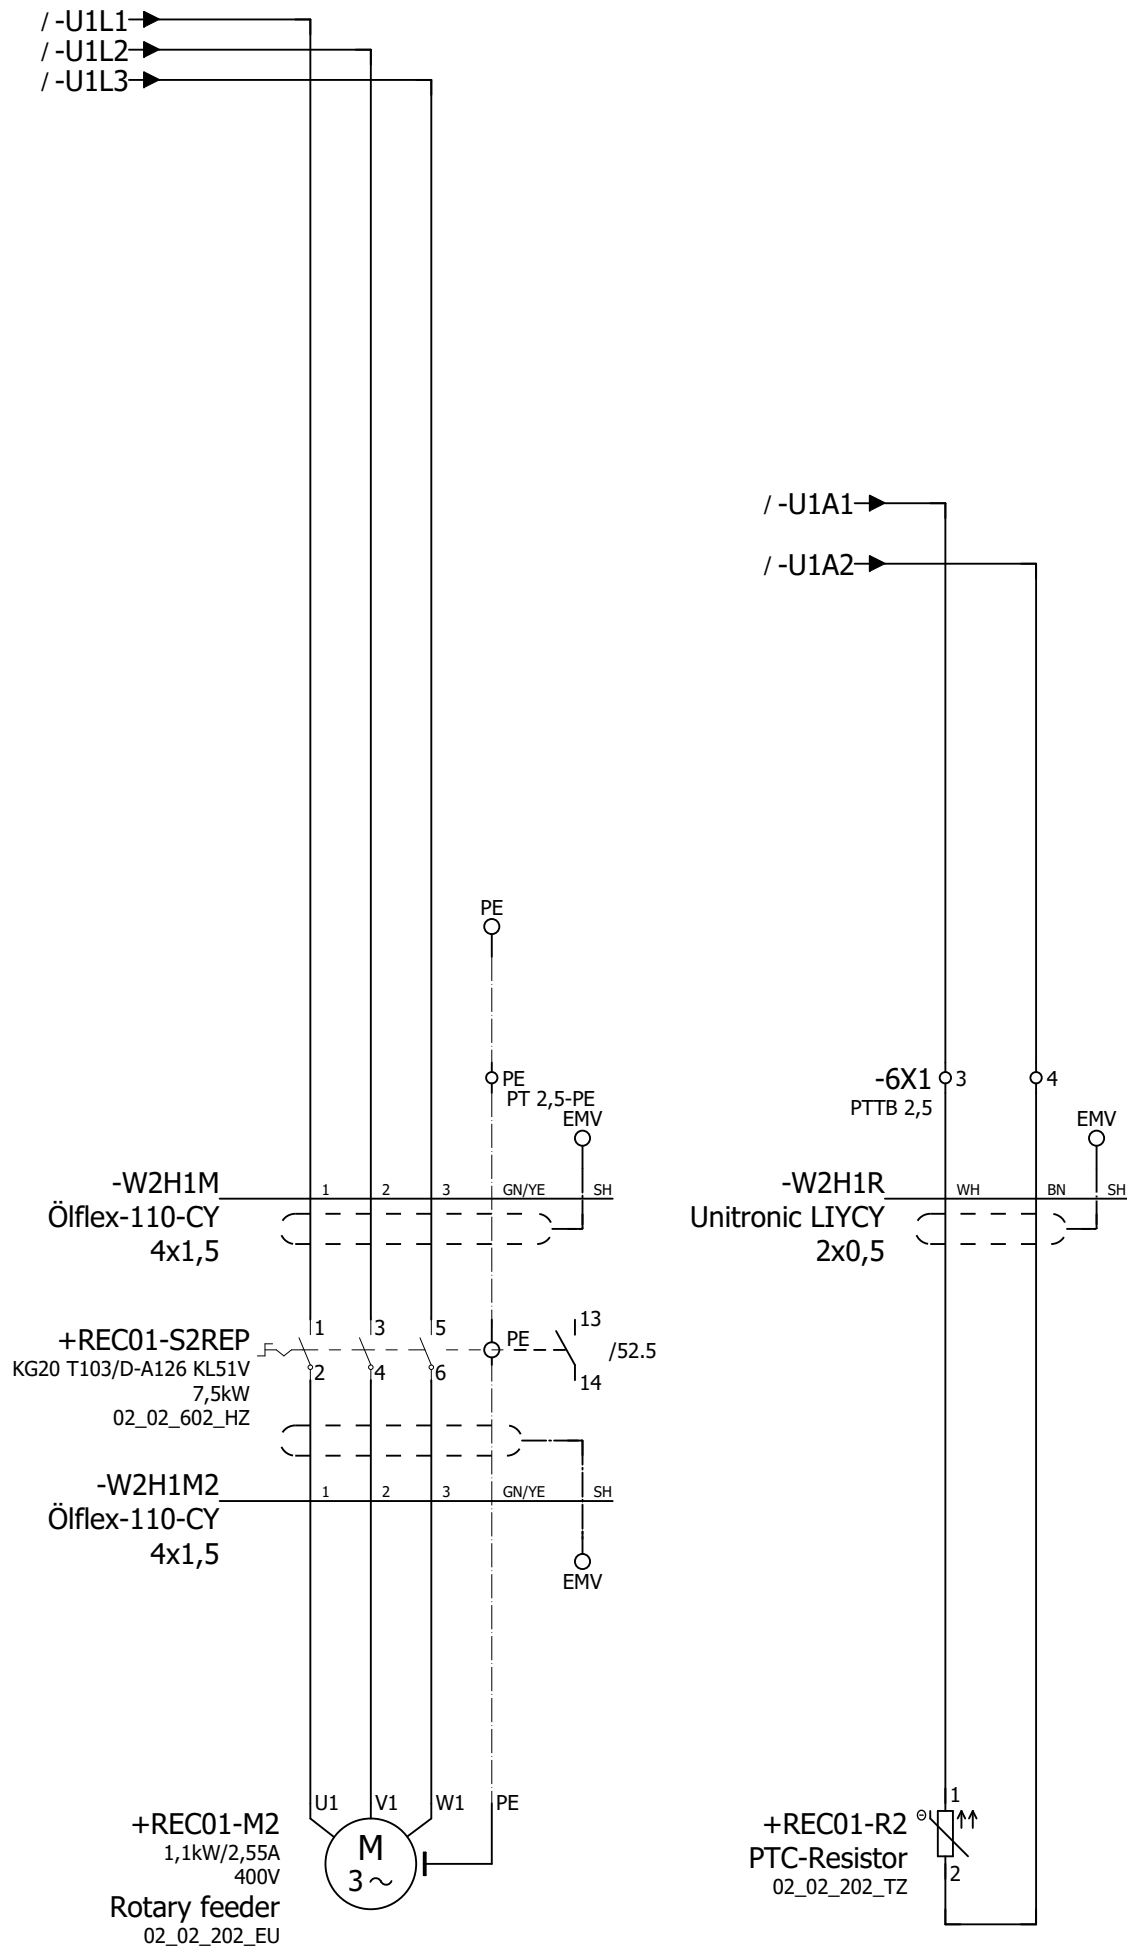 / -U1L1
/ -U1L2
/ -U1L3
/ -U1A1
/ -U1A2
PE
PE
PT 2,5-PE
EMV
-6X1 3 4
PTTB 2,5
EMV
-W2H1M 1 2 3 GN/YE SH
Ölflex-110-CY
4x1,5
-W2H1R WH BN SH
Unitronic LIYCY
2x0,5
1 3 5 13
+REC01-S2REP PE /52.5
KG20 T103/D-A126 KL51V 2 4 6 14
7,5kW
02_02_602_HZ
-W2H1M2 1 2 3 GN/YE SH
Ölflex-110-CY
4x1,5
EMV
U1 V1 W1 PE
+REC01-M2
1,1kW/2,55A
400V
Rotary feeder
02_02_202_EU
M
3~
1
+REC01-R2
PTC-Resistor
2
02_02_202_TZ